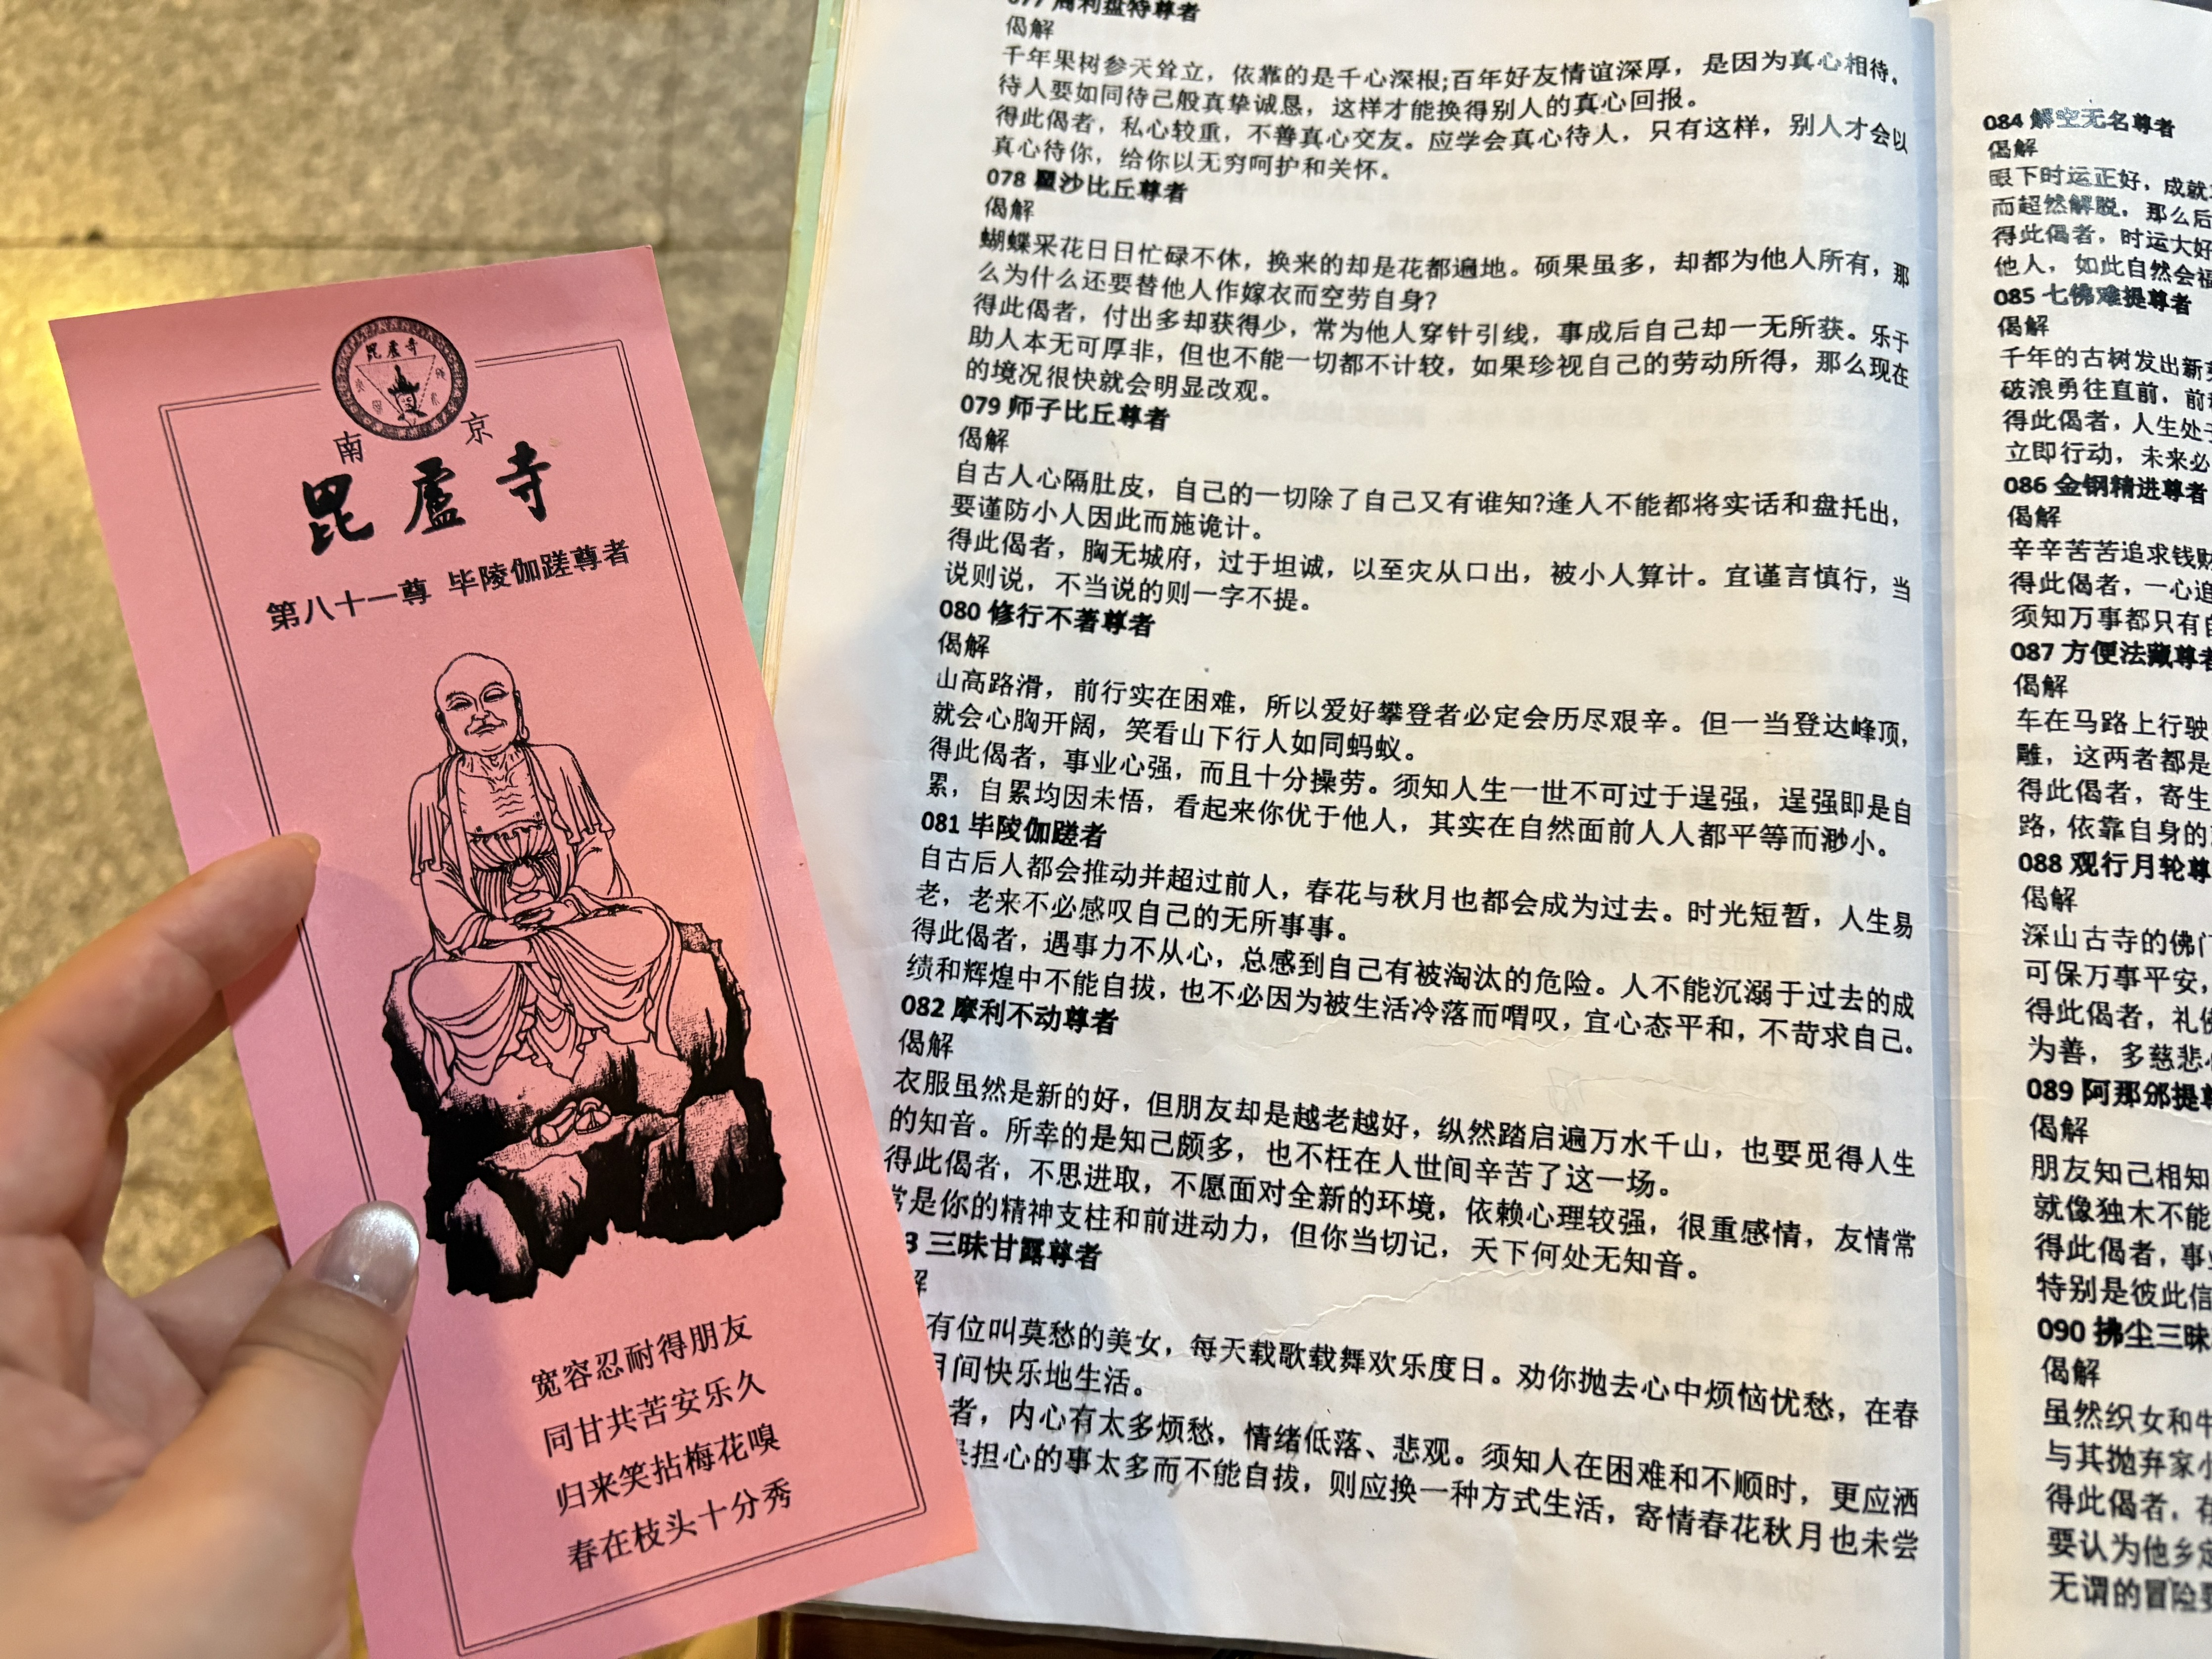 毘盧寺
南京
毘盧寺
第八十一尊 毕陵伽蹉尊者
宽容忍耐得朋友
同甘共苦安乐久
归来笑拈梅花嗅
春在枝头十分秀
077 周利盘特尊者
偈解
千年果树参天耸立，依靠的是千心深根;百年好友情谊深厚，是因为真心相待。
待人要如同待己般真挚诚恳，这样才能换得别人的真心回报。
得此偈者，私心较重，不善真心交友。应学会真心待人，只有这样，别人才会以
真心待你，给你以无穷呵护和关怀。
078 沙比丘尊者
偈解
蝴蝶采花日日忙碌不休，换来的却是花都遍地。硕果虽多，却都为他人所有，那
么为什么还要替他人作嫁衣而空劳自身?
得此偈者，付出多却获得少，常为他人穿针引线，事成后自己却一无所获。乐于
助人本无可厚非，但也不能一切都不计较，如果珍视自己的劳动所得，那么现在
的境况很快就会明显改观。
079 师子比丘尊者
偈解
自古人心隔肚皮，自己的一切除了自己又有谁知?逢人不能都将实话和盘托出，
要谨防小人因此而施诡计。
得此偈者，胸无城府，过于坦诚，以至灾从口出，被小人算计。宜谨言慎行，当
说则说，不当说的则一字不提。
080 修行不著尊者
偈解
山高路滑，前行实在困难，所以爱好攀登者必定会历尽艰辛。但一当登达峰顶，
就会心胸开阔，笑看山下行人如同蚂蚁。
得此偈者，事业心强，而且十分操劳。须知人生一世不可过于逞强，逞强即是自
累，自累均因未悟，看起来你优于他人，其实在自然面前人人都平等而渺小。
081 毕陵伽蹉者
自古后人都会推动并超过前人，春花与秋月也都会成为过去。时光短暂，人生易
老，老来不必感叹自己的无所事事。
得此偈者，遇事力不从心，总感到自己有被淘汰的危险。人不能沉溺于过去的成
绩和辉煌中不能自拔，也不必因为被生活冷落而喟叹，宜心态平和，不苛求自己。
082 摩利不动尊者
偈解
衣服虽然是新的好，但朋友却是越老越好，纵然踏启遍万水千山，也要觅得人生
的知音。所幸的是知己颇多，也不枉在人世间辛苦了这一场。
得此偈者，不思进取，不愿面对全新的环境，依赖心理较强，很重感情，友情常
常是你的精神支柱和前进动力，但你当切记，天下何处无知音。
3 三昧甘露尊者
解
有位叫莫愁的美女，每天载歌载舞欢乐度日。劝你抛去心中烦恼忧愁，在春
月间快乐地生活。
者，内心有太多烦愁，情绪低落、悲观。须知人在困难和不顺时，更应洒
担心的事太多而不能自拔，则应换一种方式生活，寄情春花秋月也未尝
084 解空无名尊者
偈解
眼下时运正好，成就
而超然解脱，那么后
得此偈者，时运大好
他人，如此自然会福
085 七佛难提尊者
偈解
千年的古树发出新
破浪勇往直前，前
得此偈者，人生处
立即行动，未来必
086 金钢精进尊者
偈解
辛辛苦苦追求钱财
得此偈者，一心追
须知万事都只有自
087 方便法藏尊者
偈解
车在马路上行驶
雕，这两者都是
得此偈者，寄生
路，依靠自身的
088 观行月轮尊
偈解
深山古寺的佛门
可保万事平安，
得此偈者，礼佛
为善，多慈悲
089 阿那邠提尊
偈解
朋友知己相知
就像独木不能
得此偈者，事业
特别是彼此信
090 拂尘三昧
偈解
虽然织女和牛
与其抛弃家小
得此偈者，存
要认为他乡定
无谓的冒险